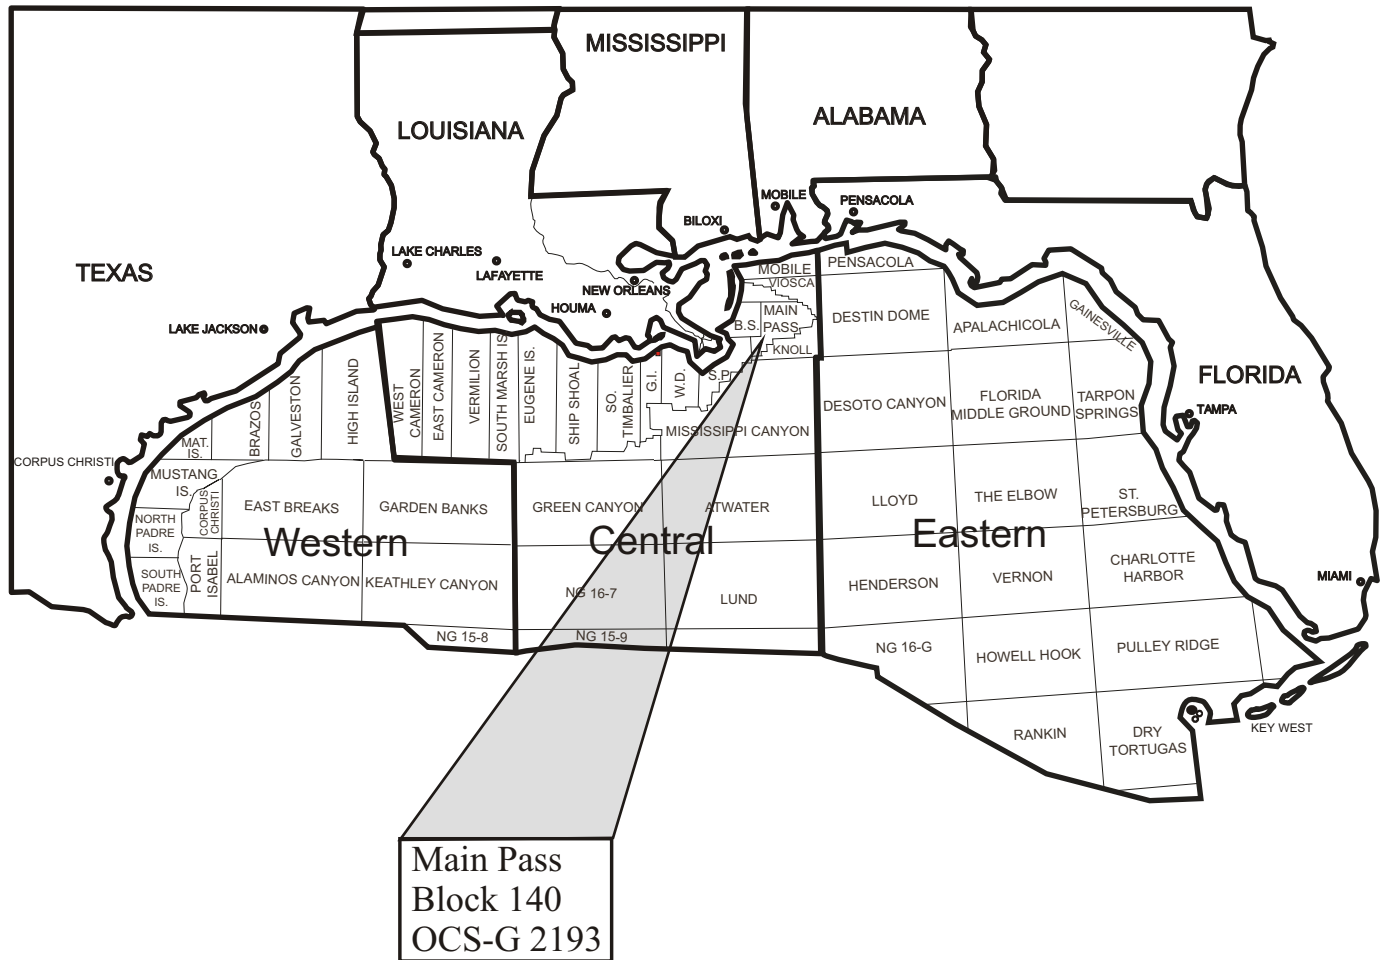 MISSISSIPPI
LOUISIANA
ALABAMA
TEXAS
FLORIDA
MOBILE
PENSACOLA
BILOXI
LAKE CHARLES
LAFAYETTE
NEW ORLEANS
HOUMA
LAKE JACKSON
CORPUS CHRISTI
TAMPA
MIAMI
KEY WEST
MOBILE
VIOSCA
KNOLL
PENSACOLA
B.S.
MAIN
PASS
DESTIN DOME
APALACHICOLA
GAINESVILLE
MAT.
IS.
BRAZOS
GALVESTON
HIGH ISLAND
WEST
CAMERON
EAST CAMERON
VERMILION
SOUTH MARSH IS.
EUGENE IS.
SHIP SHOAL
SO.
TIMBALIER
G.I.
W.D.
S.P.
MISSISSIPPI CANYON
DESOTO CANYON
FLORIDA
MIDDLE GROUND
TARPON
SPRINGS
MUSTANG
IS.
CORPUS
CHRISTI
NORTH
PADRE
IS.
EAST BREAKS
GARDEN BANKS
GREEN CANYON
ATWATER
LLOYD
THE ELBOW
ST.
PETERSBURG
Western
Central
Eastern
SOUTH
PADRE
IS.
PORT
ISABEL
ALAMINOS CANYON
KEATHLEY CANYON
NG 16-7
LUND
HENDERSON
VERNON
CHARLOTTE
HARBOR
NG 15-8
NG 15-9
NG 16-G
HOWELL HOOK
PULLEY RIDGE
RANKIN
DRY
TORTUGAS
Main Pass
Block 140
OCS-G 2193